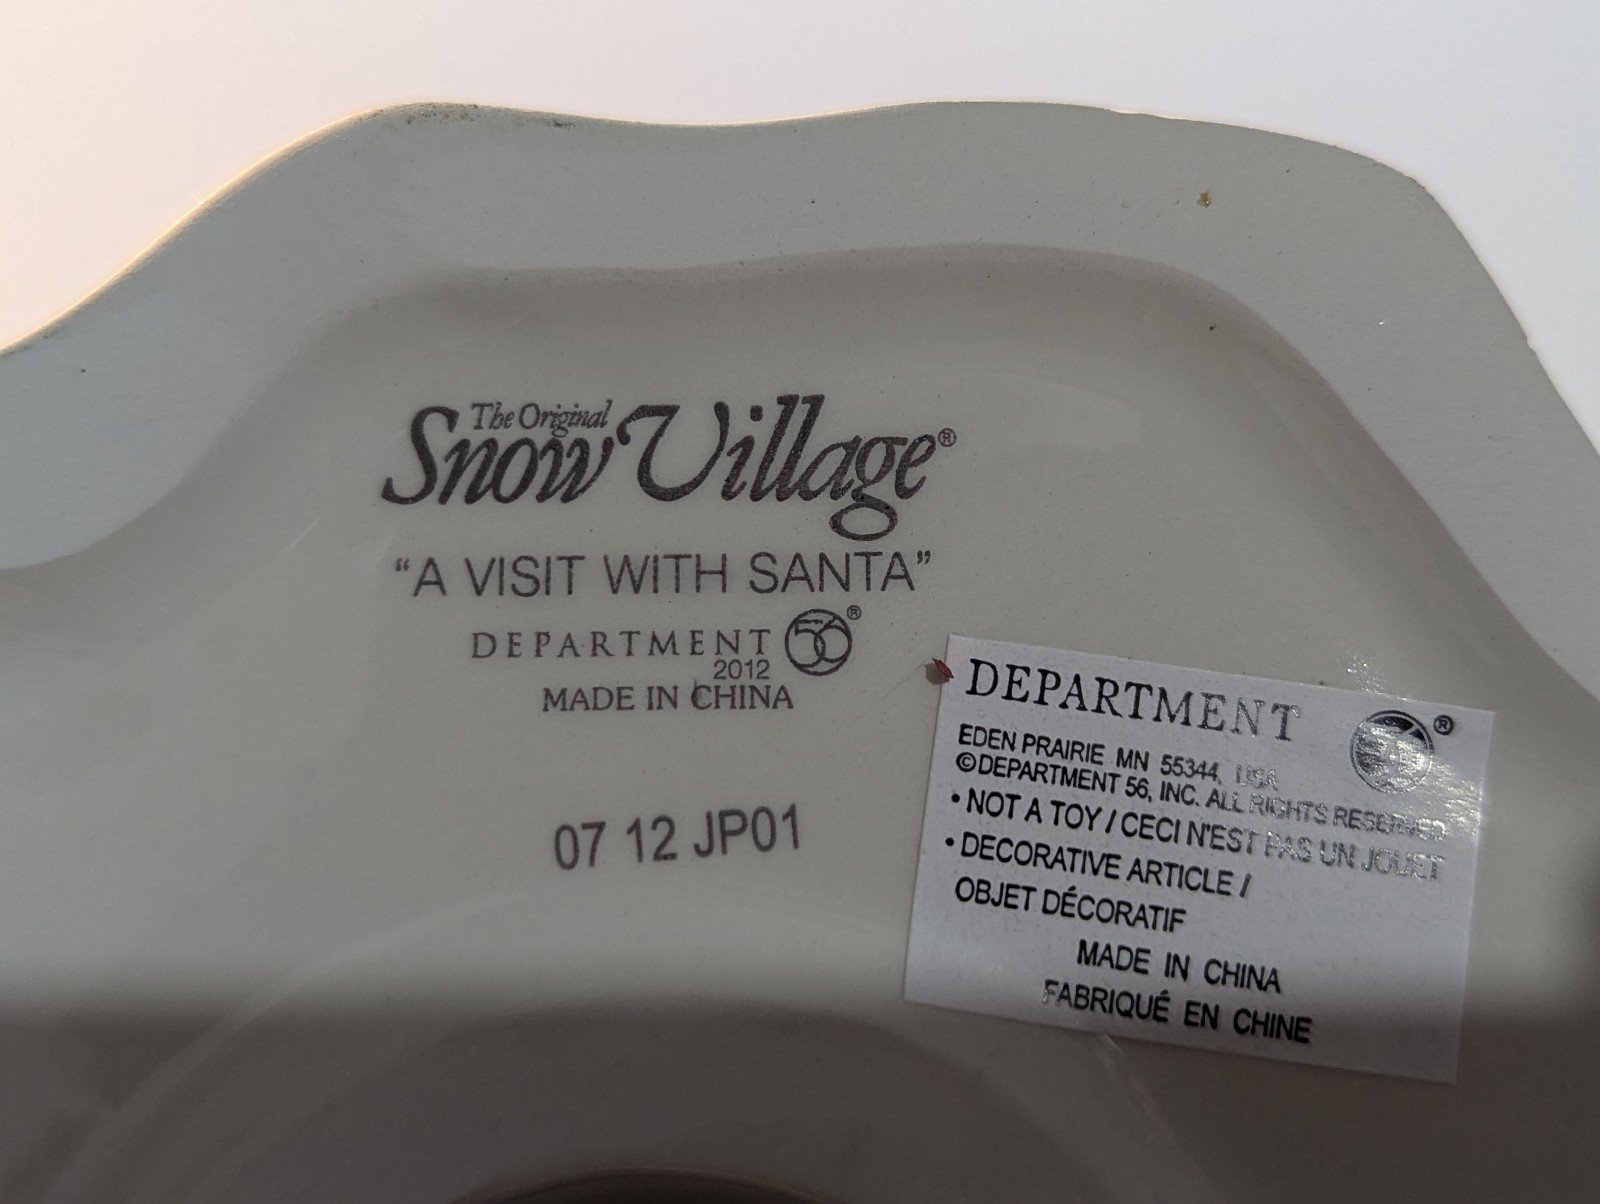 The Original
Snow Village®
"A VISIT WITH SANTA"
DEPARTMENT 56®
2012
MADE IN CHINA
07 12 JP01
DEPARTMENT 56®
EDEN PRAIRIE MN 55344, USA
©DEPARTMENT 56, INC. ALL RIGHTS RESERVED
• NOT A TOY / CECI N'EST PAS UN JOUET
• DECORATIVE ARTICLE /
OBJET DÉCORATIF
MADE IN CHINA
FABRIQUÉ EN CHINE